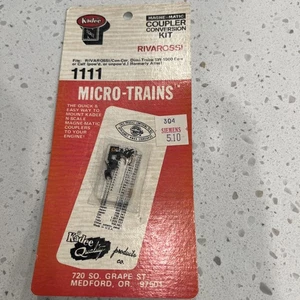 Kadee
MAGNE-MATIC
COUPLER
CONVERSION
KIT
RIVAROSSI
1111
MICRO-TRAINS
THE QUICK &
EASY WAY TO
MOUNT KADEE
N SCALE
MAGNE-MATIC
COUPLERS
TO YOUR
ENGINE!
304
SIEMENS
5.10
Kadee
Quality
products
co.
720 SO. GRAPE ST.
MEDFORD, OR. 97501